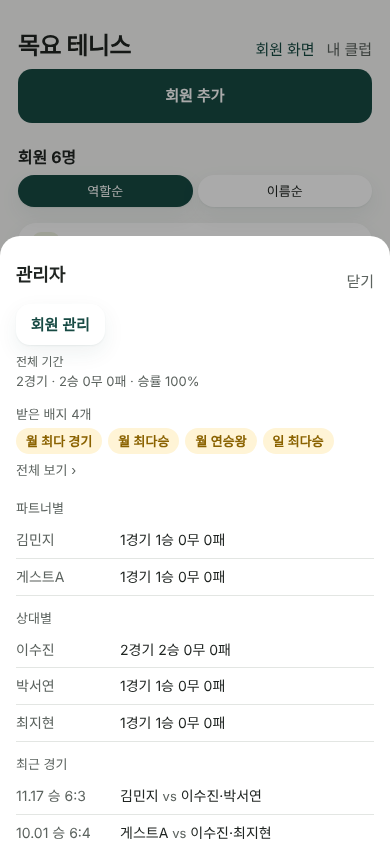 목요 테니스
회원 화면 내 클럽
회원 추가
회원 6명
역할순 이름순
관리자
닫기
회원 관리
전체 기간
2경기 · 2승 0무 0패 · 승률 100%
받은 배지 4개
월 최다 경기 월 최다승 월 연승왕 일 최다승
전체 보기 ›
파트너별
김민지 1경기 1승 0무 0패
게스트A 1경기 1승 0무 0패
상대별
이수진 2경기 2승 0무 0패
박서연 1경기 1승 0무 0패
최지현 1경기 1승 0무 0패
최근 경기
11.17 승 6:3 김민지 vs 이수진·박서연
10.01 승 6:4 게스트A vs 이수진·최지현